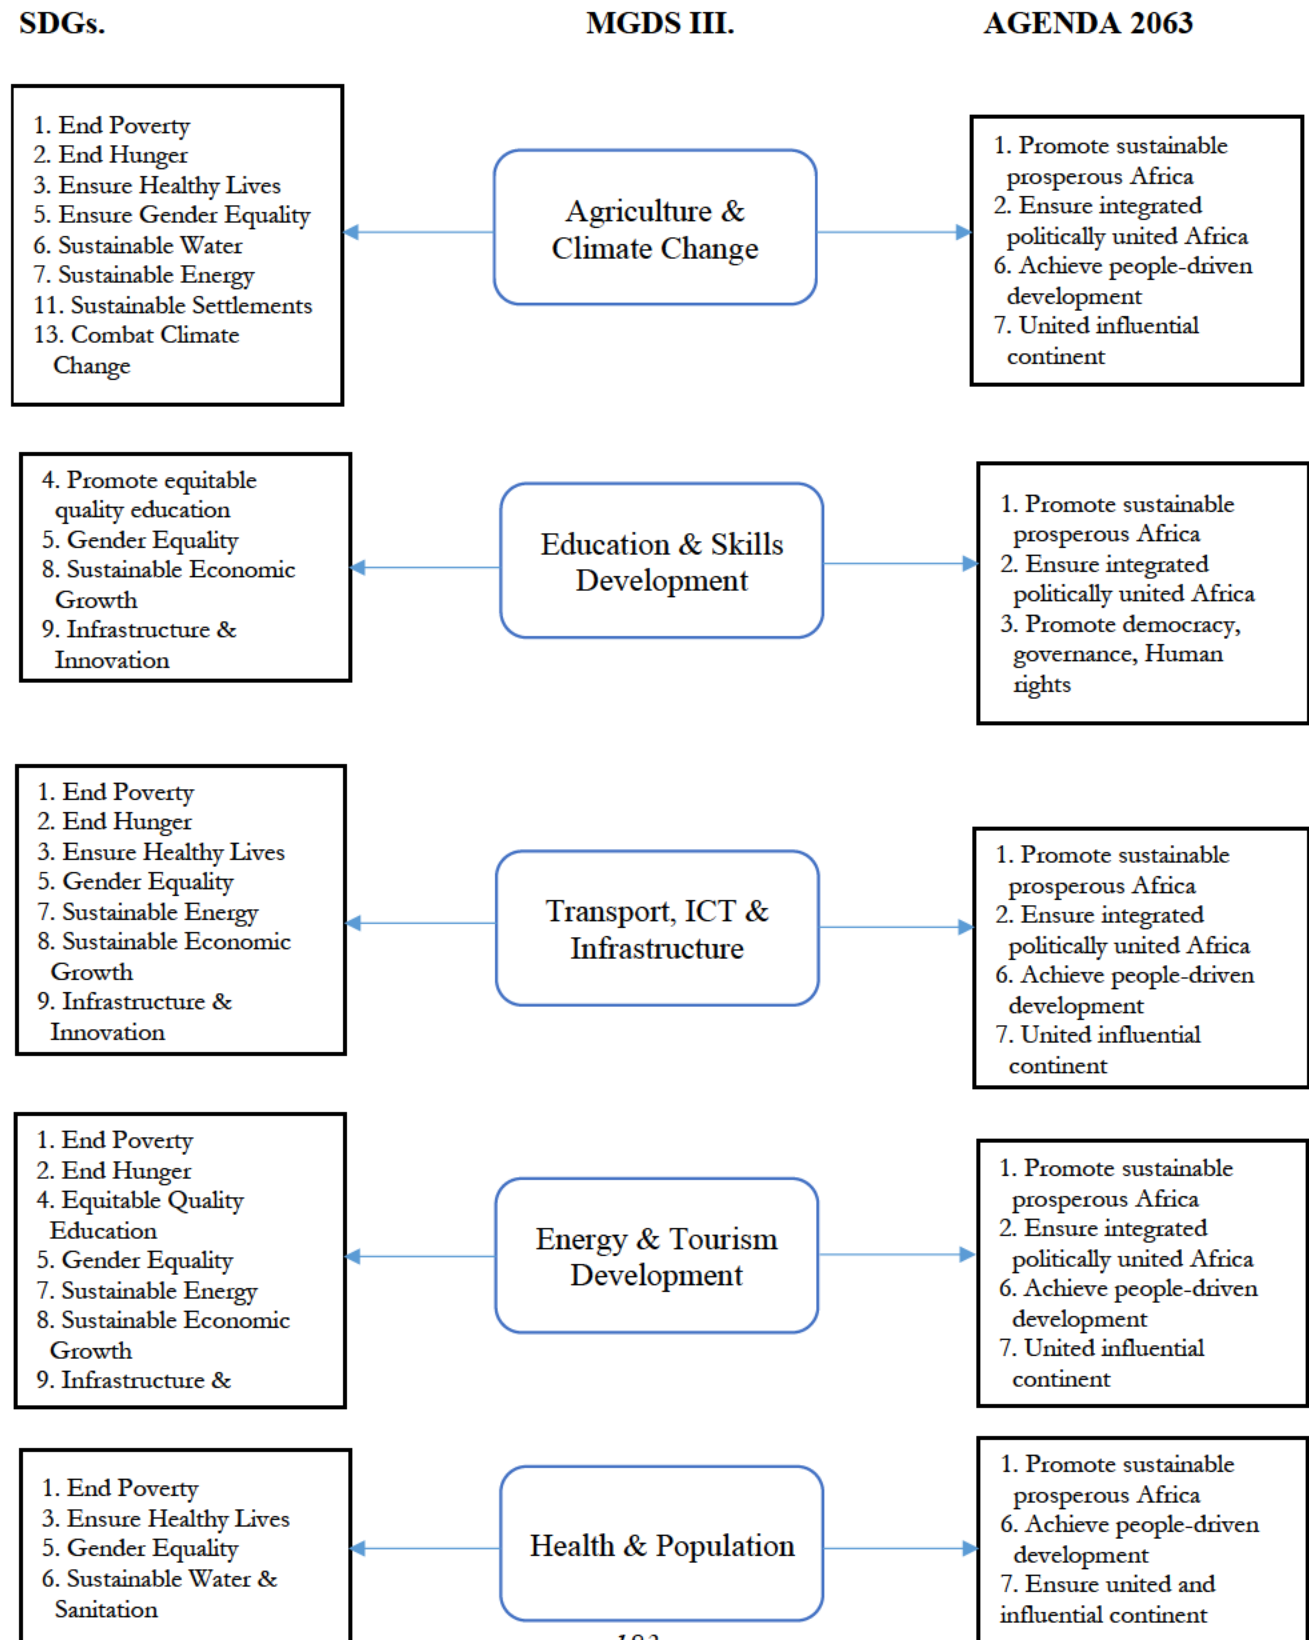 SDGs.
MGDS III.
AGENDA 2063
1. End Poverty
2. End Hunger
3. Ensure Healthy Lives
5. Ensure Gender Equality
6. Sustainable Water
7. Sustainable Energy
11. Sustainable Settlements
13. Combat Climate
Change
Agriculture &
Climate Change
1. Promote sustainable
prosperous Africa
2. Ensure integrated
politically united Africa
6. Achieve people-driven
development
7. United influential
continent
4. Promote equitable
quality education
5. Gender Equality
8. Sustainable Economic
Growth
9. Infrastructure &
Innovation
Education & Skills
Development
1. Promote sustainable
prosperous Africa
2. Ensure integrated
politically united Africa
3. Promote democracy,
governance, Human
rights
1. End Poverty
2. End Hunger
3. Ensure Healthy Lives
5. Gender Equality
7. Sustainable Energy
8. Sustainable Economic
Growth
9. Infrastructure &
Innovation
Transport, ICT &
Infrastructure
1. Promote sustainable
prosperous Africa
2. Ensure integrated
politically united Africa
6. Achieve people-driven
development
7. United influential
continent
1. End Poverty
2. End Hunger
4. Equitable Quality
Education
5. Gender Equality
7. Sustainable Energy
8. Sustainable Economic
Growth
9. Infrastructure &
Energy & Tourism
Development
1. Promote sustainable
prosperous Africa
2. Ensure integrated
politically united Africa
6. Achieve people-driven
development
7. United influential
continent
1. End Poverty
3. Ensure Healthy Lives
5. Gender Equality
6. Sustainable Water &
Sanitation
Health & Population
1. Promote sustainable
prosperous Africa
6. Achieve people-driven
development
7. Ensure united and
influential continent